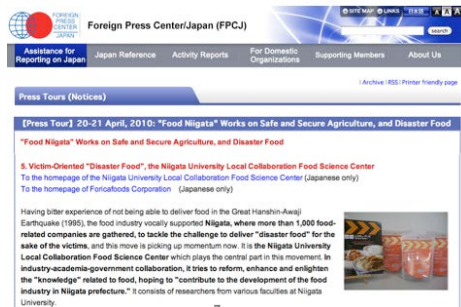 FOREIGN
PRESS
CENTER
JAPAN
Foreign Press Center/Japan (FPCJ)
SITE MAP LINKS
A A A
search
Assistance for Reporting on Japan
Japan Reference
Activity Reports
For Domestic Organizations
Supporting Members
About Us
| Archive | RSS | Printer friendly page
Press Tours (Notices)
【Press Tour】 20-21 April, 2010: "Food Niigata" Works on Safe and Secure Agriculture, and Disaster Food
"Food Niigata" Works on Safe and Secure Agriculture, and Disaster Food
5. Victim-Oriented "Disaster Food", the Niigata University Local Collaboration Food Science Center
To the homepage of the Niigata University Local Collaboration Food Science Center (Japanese only)
To the homepage of Foricafoods Corporation (Japanese only)
Having bitter experience of not being able to deliver food in the Great Hanshin-Awaji
Earthquake (1995), the food industry vocally supported Niigata, where more than 1,000 food-
related companies are gathered, to tackle the challenge to deliver "disaster food" for the
sake of the victims, and this move is picking up momentum now. It is the Niigata University
Local Collaboration Food Science Center which plays the central part in this movement. In
industry-academia-government collaboration, it tries to reform, enhance and enlighten
the "knowledge" related to food, hoping to "contribute to the development of the food
industry in Niigata prefecture." It consists of researchers from various faculties at Niigata
University.